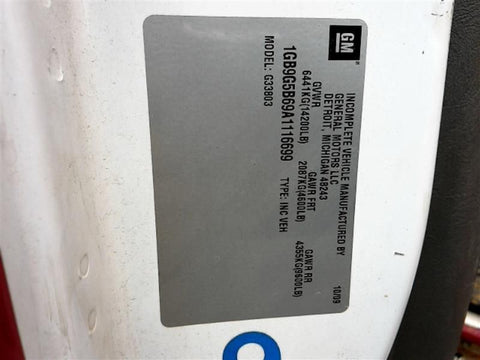 GM
INCOMPLETE VEHICLE MANUFACTURED BY
GENERAL MOTORS LLC
DETROIT, MICHIGAN 48243
10/09
GVWR GAWR FRT GAWR RR
6441KG(14200LB) 2087KG(4600LB) 4355KG(9600LB)
1GB9G5B69A1116699 TYPE: INC VEH
MODEL: G33803